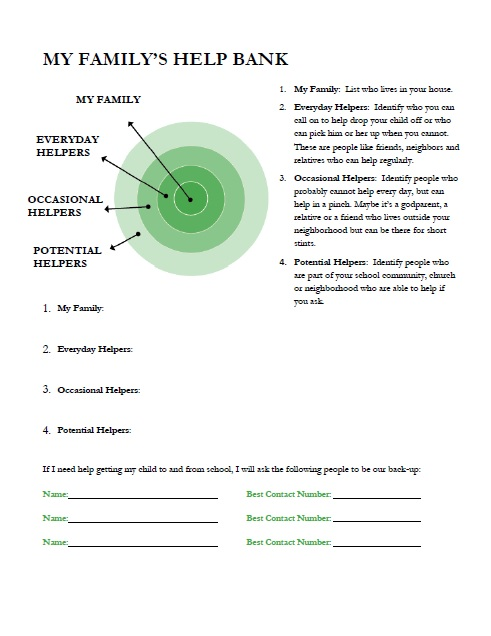 MY FAMILY'S HELP BANK
MY FAMILY
EVERYDAY
HELPERS
OCCASIONAL
HELPERS
POTENTIAL
HELPERS
1. My Family: List who lives in your house.
2. Everyday Helpers: Identify who you can
call on to help drop your child off or who
can pick him or her up when you cannot.
These are people like friends, neighbors and
relatives who can help regularly.
3. Occasional Helpers: Identify people who
probably cannot help every day, but can
help in a pinch. Maybe it's a godparent, a
relative or a friend who lives outside your
neighborhood but can be there for short
stints.
4. Potential Helpers: Identify people who
are part of your school community, church
or neighborhood who are able to help if
you ask.
1. My Family:
2. Everyday Helpers:
3. Occasional Helpers:
4. Potential Helpers:
If I need help getting my child to and from school, I will ask the following people to be our back-up:
Name: Best Contact Number:
Name: Best Contact Number:
Name: Best Contact Number: